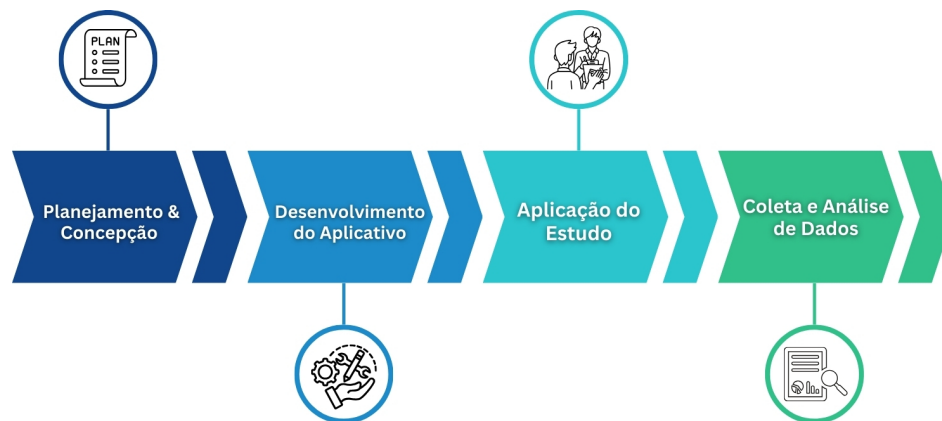 PLAN
Planejamento &
Concepção
Desenvolvimento
do Aplicativo
Aplicação do
Estudo
Coleta e Análise
de Dados